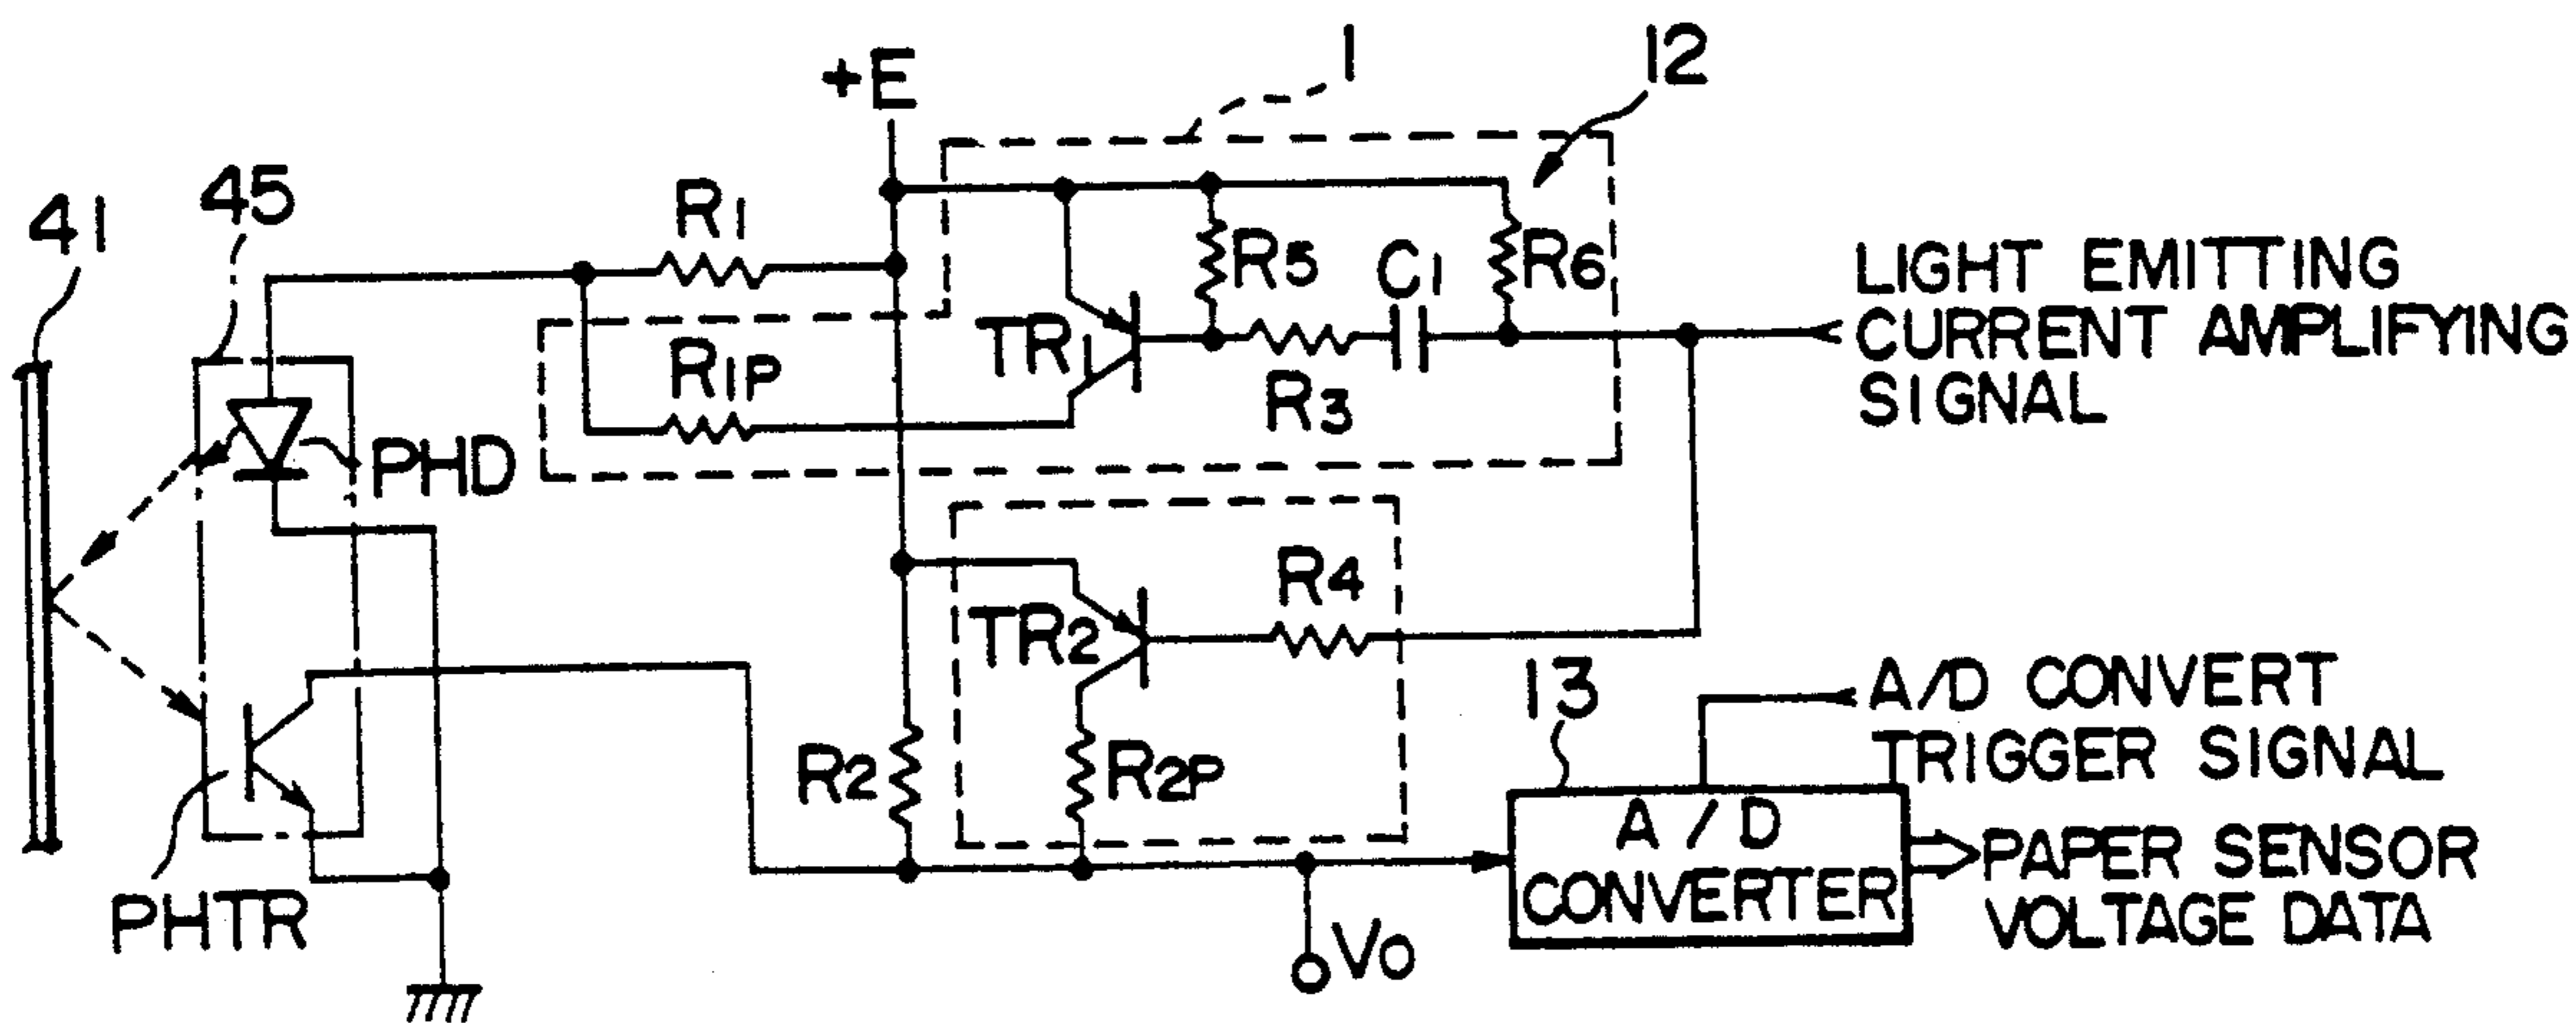 +E
1
12
41
45
R1
R5
C1
R6
LIGHT EMITTING
CURRENT AMPLIFYING
SIGNAL
TR1
R1P
R3
PHD
R4
TR2
13
A/D CONVERT
TRIGGER SIGNAL
R2
R2P
A/D
CONVERTER
PAPER SENSOR
VOLTAGE DATA
PHTR
Vo